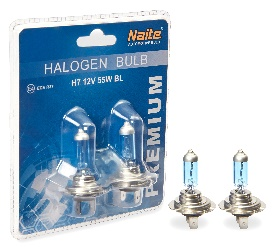 Naite
HALOGEN BULB
H7 12V 55W BL
PREMIUM